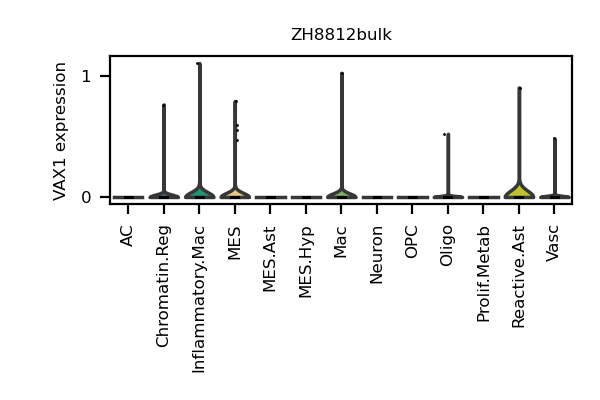 ZH8812bulk
VAX1 expression
1
0
AC
Chromatin.Reg
Inflammatory.Mac
MES
MES.Ast
MES.Hyp
Mac
Neuron
OPC
Oligo
Prolif.Metab
Reactive.Ast
Vasc